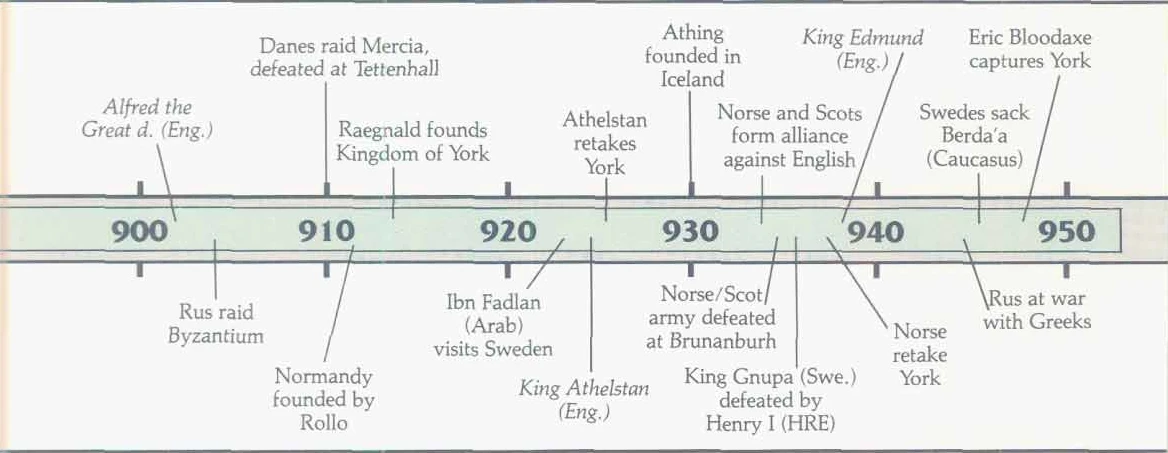 Danes raid Mercia,
defeated at Tettenhall
Athing
founded in
Iceland
King Edmund
(Eng.)
Eric Bloodaxe
captures York
Alfred the
Great d. (Eng.)
Raegnald founds
Kingdom of York
Athelstan
retakes
York
Norse and Scots
form alliance
against English
Swedes sack
Berda'a
(Caucasus)
900 910 920 930 940 950
Rus raid
Byzantium
Normandy
founded by
Rollo
Ibn Fadlan
(Arab)
visits Sweden
King Athelstan
(Eng.)
Norse/Scot
army defeated
at Brunanburh
King Gnupa (Swe.)
defeated by
Henry I (HRE)
Norse
retake
York
Rus at war
with Greeks